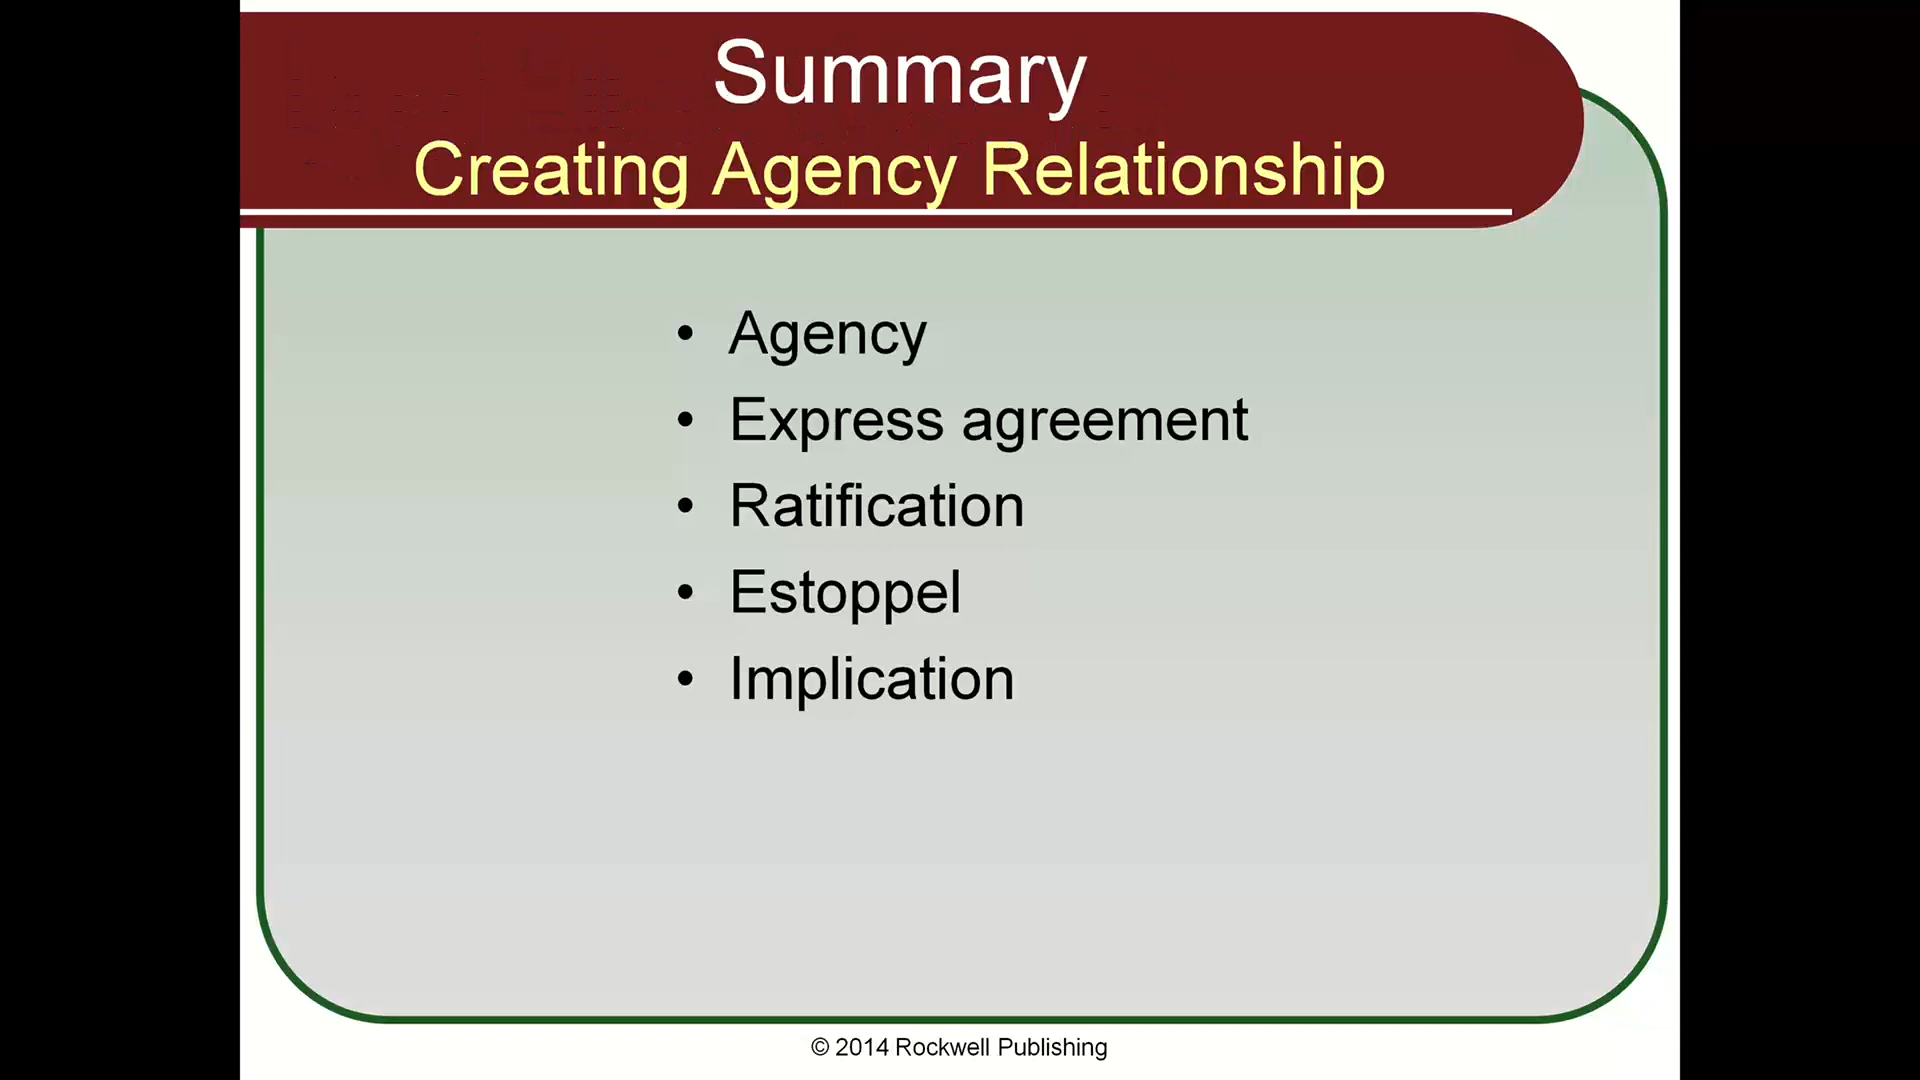 Summary
Creating Agency Relationship
• Agency
• Express agreement
• Ratification
• Estoppel
• Implication
© 2014 Rockwell Publishing